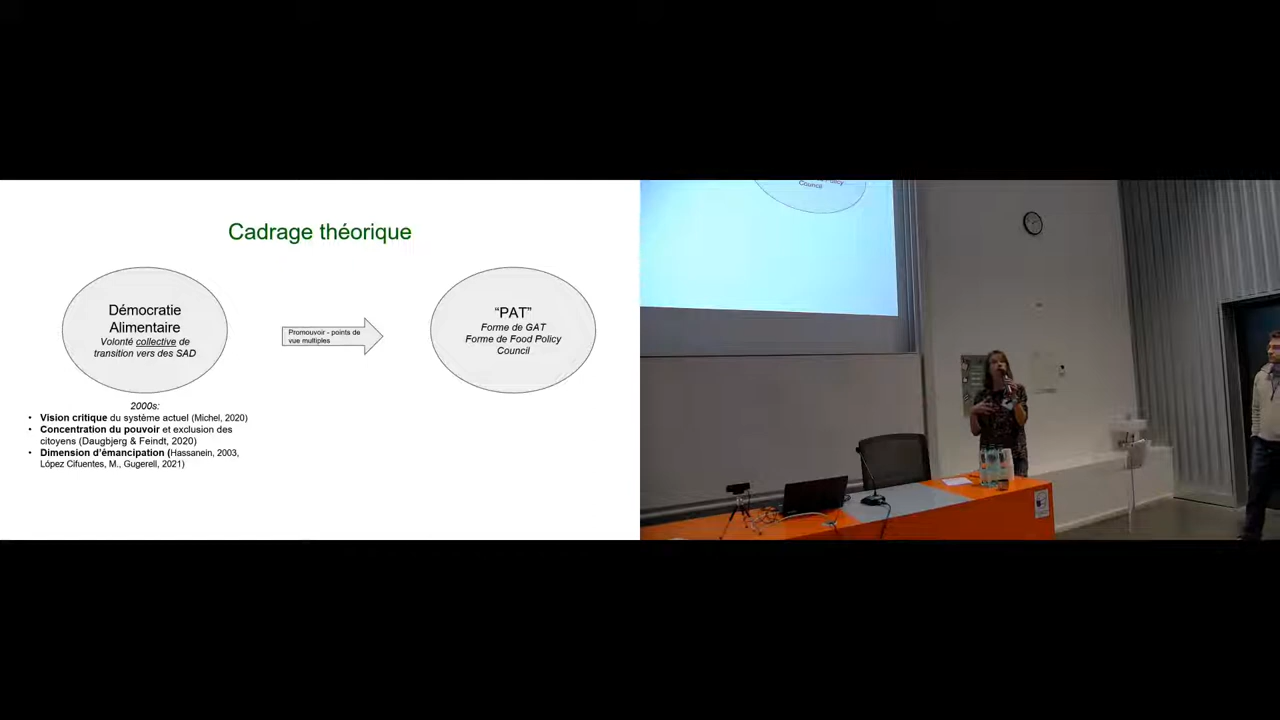 Cadrage théorique
Démocratie
Alimentaire
Volonté collective de
transition vers des SAD
Promouvoir - points de
vue multiples
“PAT”
Forme de GAT
Forme de Food Policy
Council
2000s:
• Vision critique du système actuel (Michel, 2020)
• Concentration du pouvoir et exclusion des
citoyens (Daugbjerg & Feindt, 2020)
• Dimension d’émancipation (Hassanein, 2003,
López Cifuentes, M., Gugerell, 2021)
Policy
Council